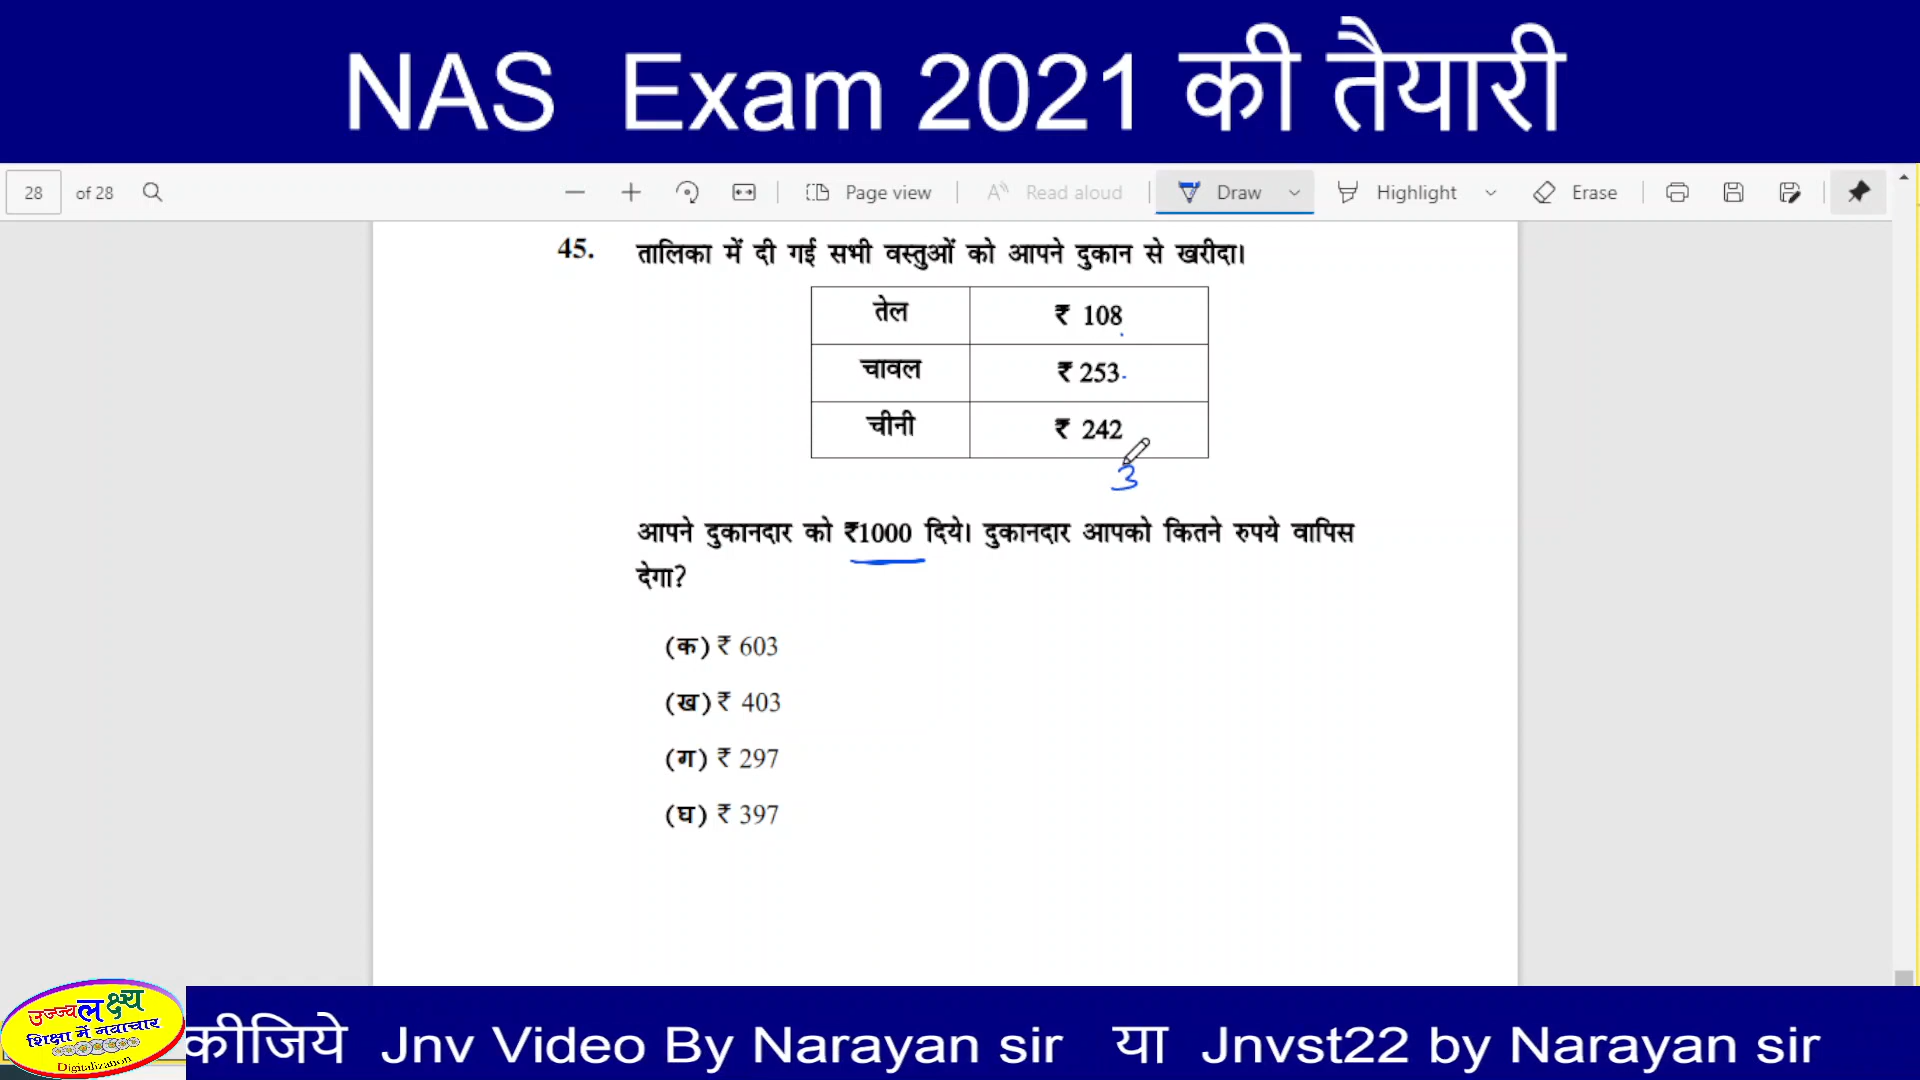 NAS Exam 2021 की तैयारी
28 of 28 Page view Read aloud Draw Highlight Erase
45. तालिका में दी गई सभी वस्तुओं को आपने दुकान से खरीदा।
तेल ₹ 108
चावल ₹ 253
चीनी ₹ 242
3
आपने दुकानदार को ₹1000 दिये। दुकानदार आपको कितने रुपये वापिस
देगा?
(क) ₹ 603
(ख) ₹ 403
(ग) ₹ 297
(घ) ₹ 397
उज्ज्व लक्ष्य
शिक्षा में नवाचार
Digitalization
कीजिये Jnv Video By Narayan sir या Jnvst22 by Narayan sir